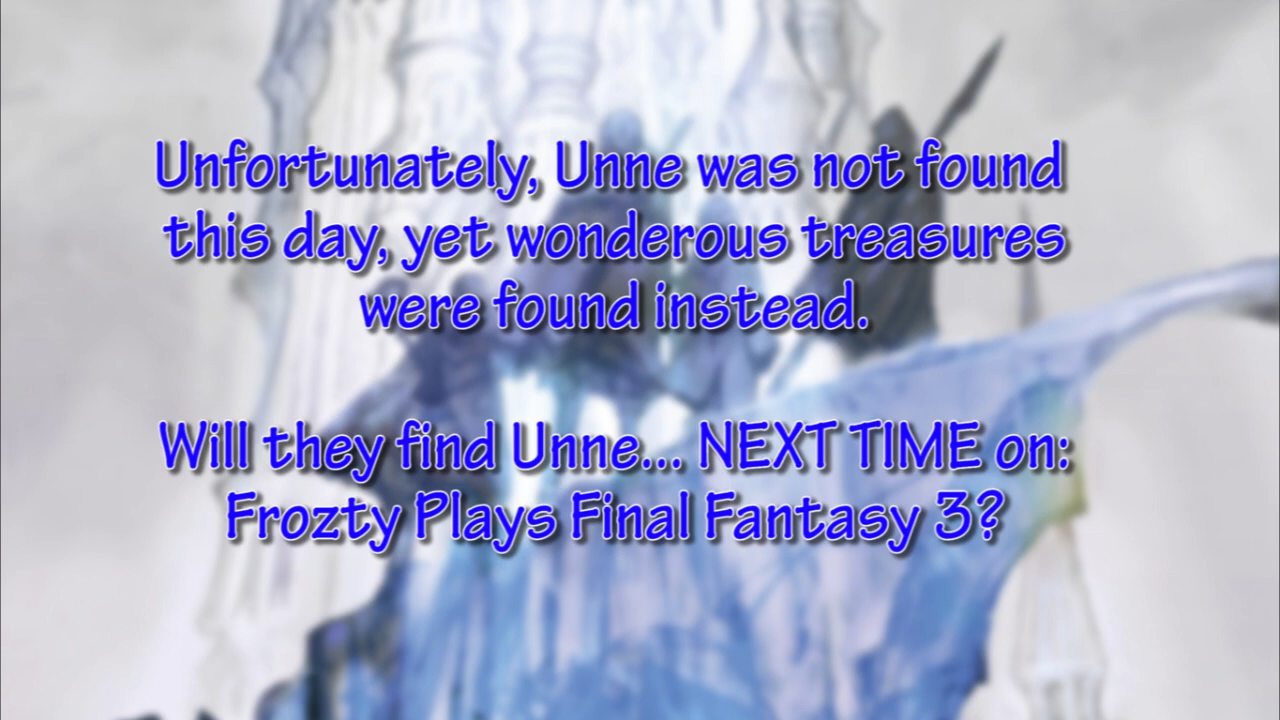 Unfortunately, Unne was not found
this day, yet wonderous treasures
were found instead.
Will they find Unne... NEXT TIME on:
Frozty Plays Final Fantasy 3?